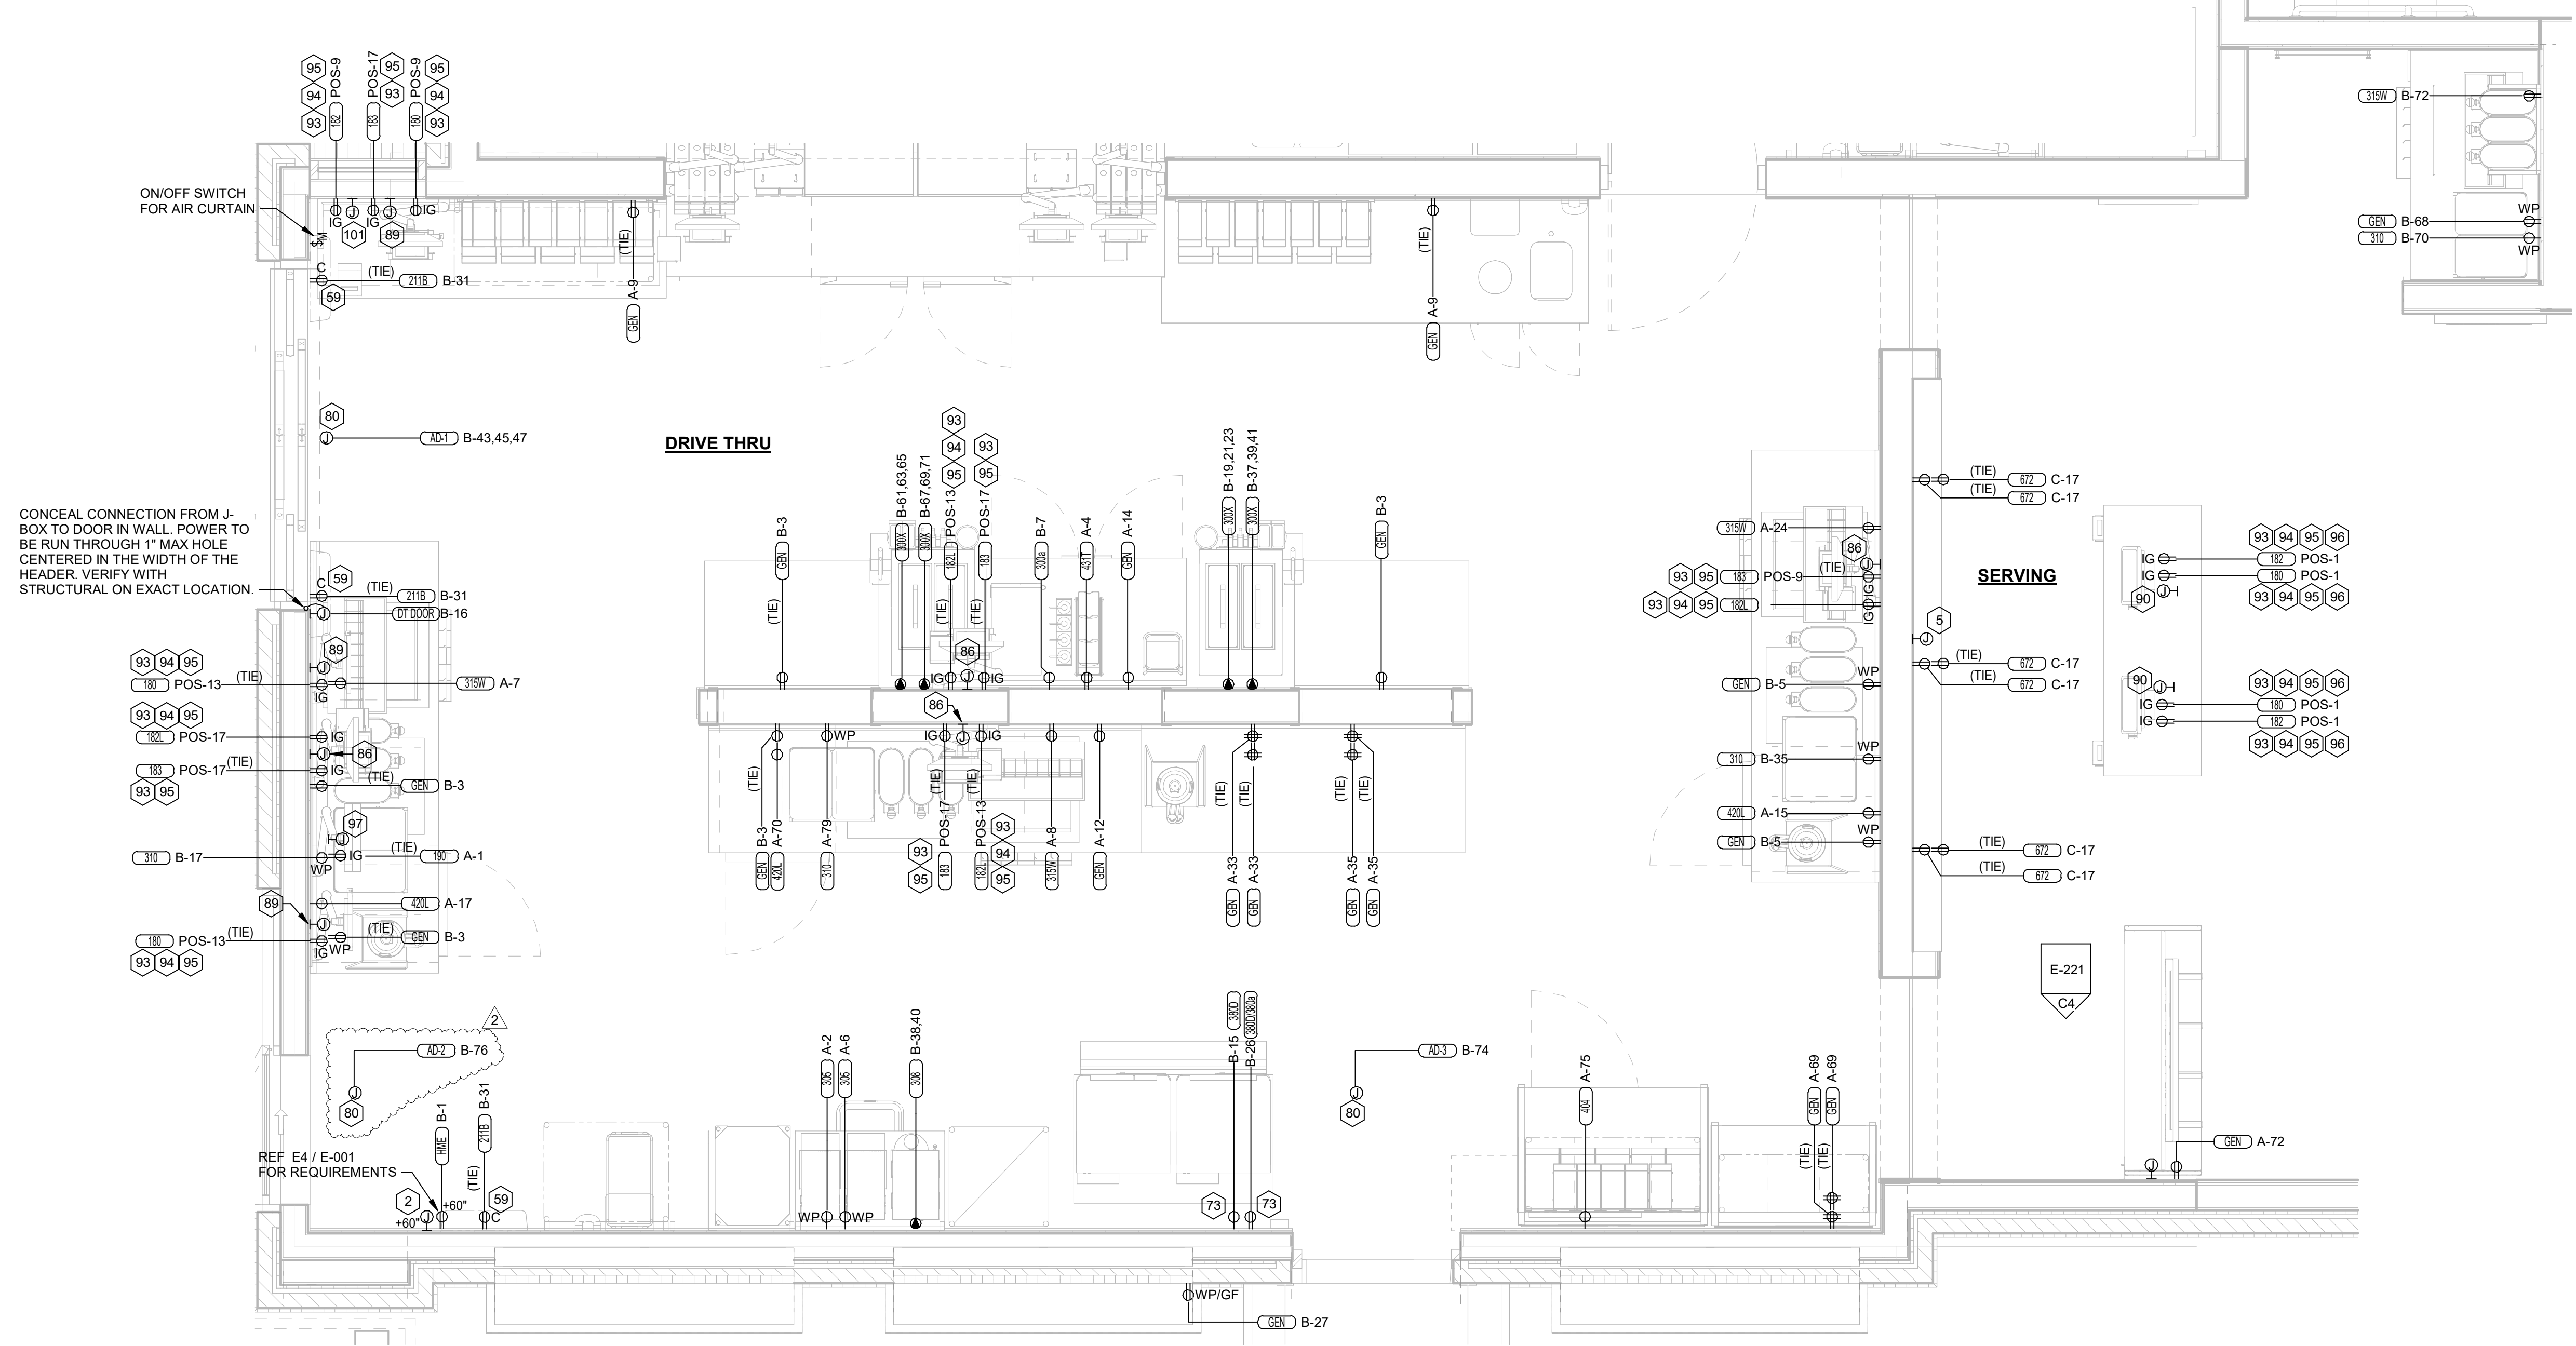 95
94
93
POS-9
182
POS-17
183
95
93
POS-9
180
95
94
93
315W B-72
ON/OFF SWITCH
FOR AIR CURTAIN
$M
IG
J
IG
J
IG
101
89
WP
GEN B-68
310 B-70
WP
(TIE)
A-9
GEN
(TIE)
A-9
GEN
C
(TIE)
211B B-31
59
80
J
AD-1 B-43,45,47
DRIVE THRU
CONCEAL CONNECTION FROM J-
BOX TO DOOR IN WALL. POWER TO
BE RUN THROUGH 1" MAX HOLE
CENTERED IN THE WIDTH OF THE
HEADER. VERIFY WITH
STRUCTURAL ON EXACT LOCATION.
B-3
GEN
(TIE)
B-61,63,65
300X
B-67,69,71
300X
93
94
95
POS-13
182L
(TIE)
93
95
POS-17
183
(TIE)
B-7
300a
A-4
431T
A-14
GEN
B-19,21,23
300X
B-37,39,41
300X
B-3
GEN
(TIE)
IG
86
J
IG
C
59
(TIE)
211B B-31
J
DT DOOR B-16
89
J
93 94 95
180 POS-13
(TIE)
315W A-7
IG
93 94 95
182L POS-17
IG
J
86
183 POS-17
(TIE)
IG
93 95
(TIE)
GEN B-3
97
J
310 B-17
IG
(TIE)
190 A-1
WP
420L A-17
89
J
180 POS-13
(TIE)
IG
WP
(TIE)
GEN B-3
93 94 95
86
J
(TIE)
B-3
GEN
A-70
420L
WP
A-79
310
IG
(TIE)
POS-17
183
93
95
IG
(TIE)
POS-13
182L
93
94
95
A-8
315W
A-12
GEN
(TIE)
A-33
GEN
(TIE)
A-33
GEN
(TIE)
A-35
GEN
(TIE)
A-35
GEN
315W A-24
86
J
(TIE)
93 95
183 POS-9
IG
93 94 95
182L
IG
WP
GEN B-5
WP
310 B-35
420L A-15
WP
GEN B-5
SERVING
5
J
(TIE)
672 C-17
(TIE)
672 C-17
(TIE)
672 C-17
(TIE)
672 C-17
(TIE)
672 C-17
(TIE)
672 C-17
93 94 95 96
IG
182 POS-1
IG
180 POS-1
J
90
93 94 95 96
90
J
93 94 95 96
IG
180 POS-1
IG
182 POS-1
93 94 95 96
E-221
C4
2
AD-2 B-76
J
80
REF E4 / E-001
FOR REQUIREMENTS
B-1
HME
B-31
211B
(TIE)
2
J
+60"
+60"
C
59
A-2
305
A-6
305
WP
WP
B-38,40
308
380D
B-15
380D/380a
B-26
73
73
AD-3 B-74
J
80
A-75
404
A-69
GEN
A-69
GEN
(TIE)
(TIE)
GEN A-72
J
WP/GF
GEN B-27